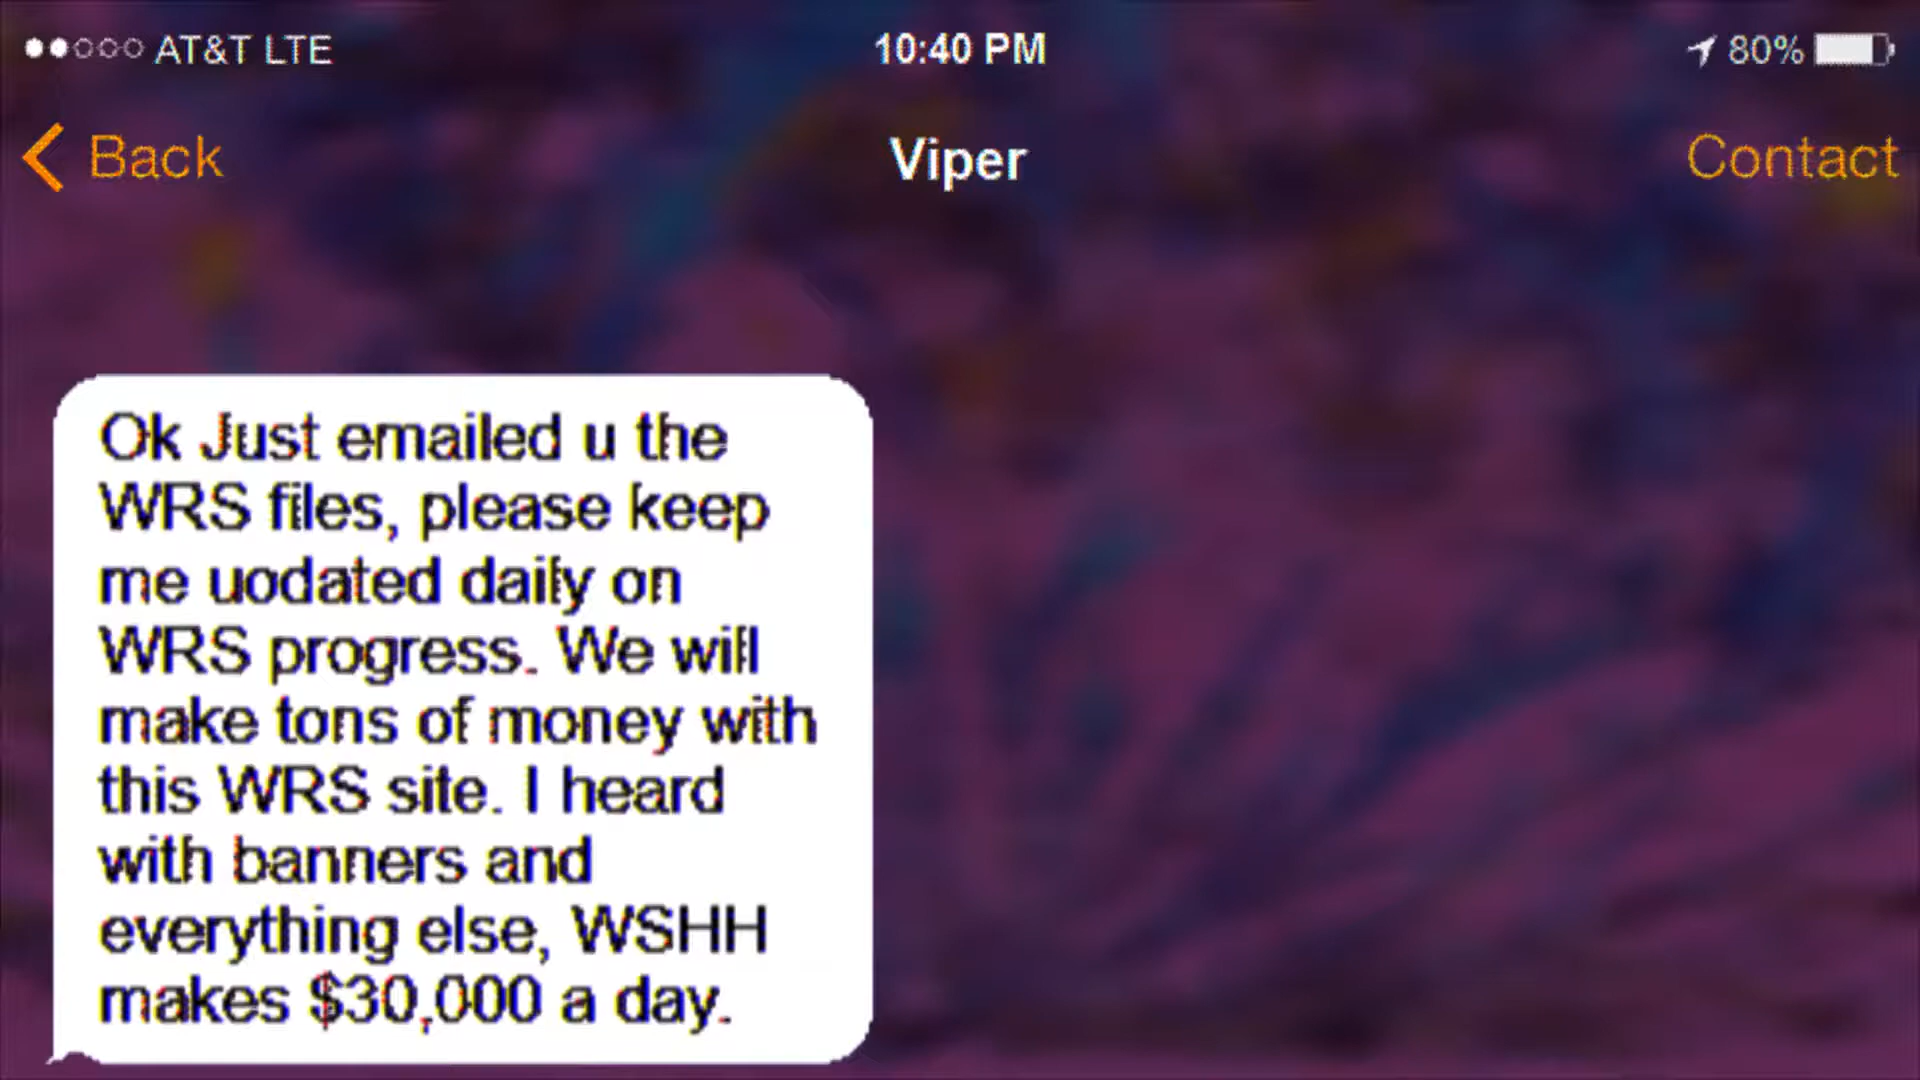 AT&T LTE 10:40 PM 80%
Back Viper Contact
Ok Just emailed u the
WRS files, please keep
me uodated daily on
WRS progress. We will
make tons of money with
this WRS site. I heard
with banners and
everything else, WSHH
makes $30,000 a day.